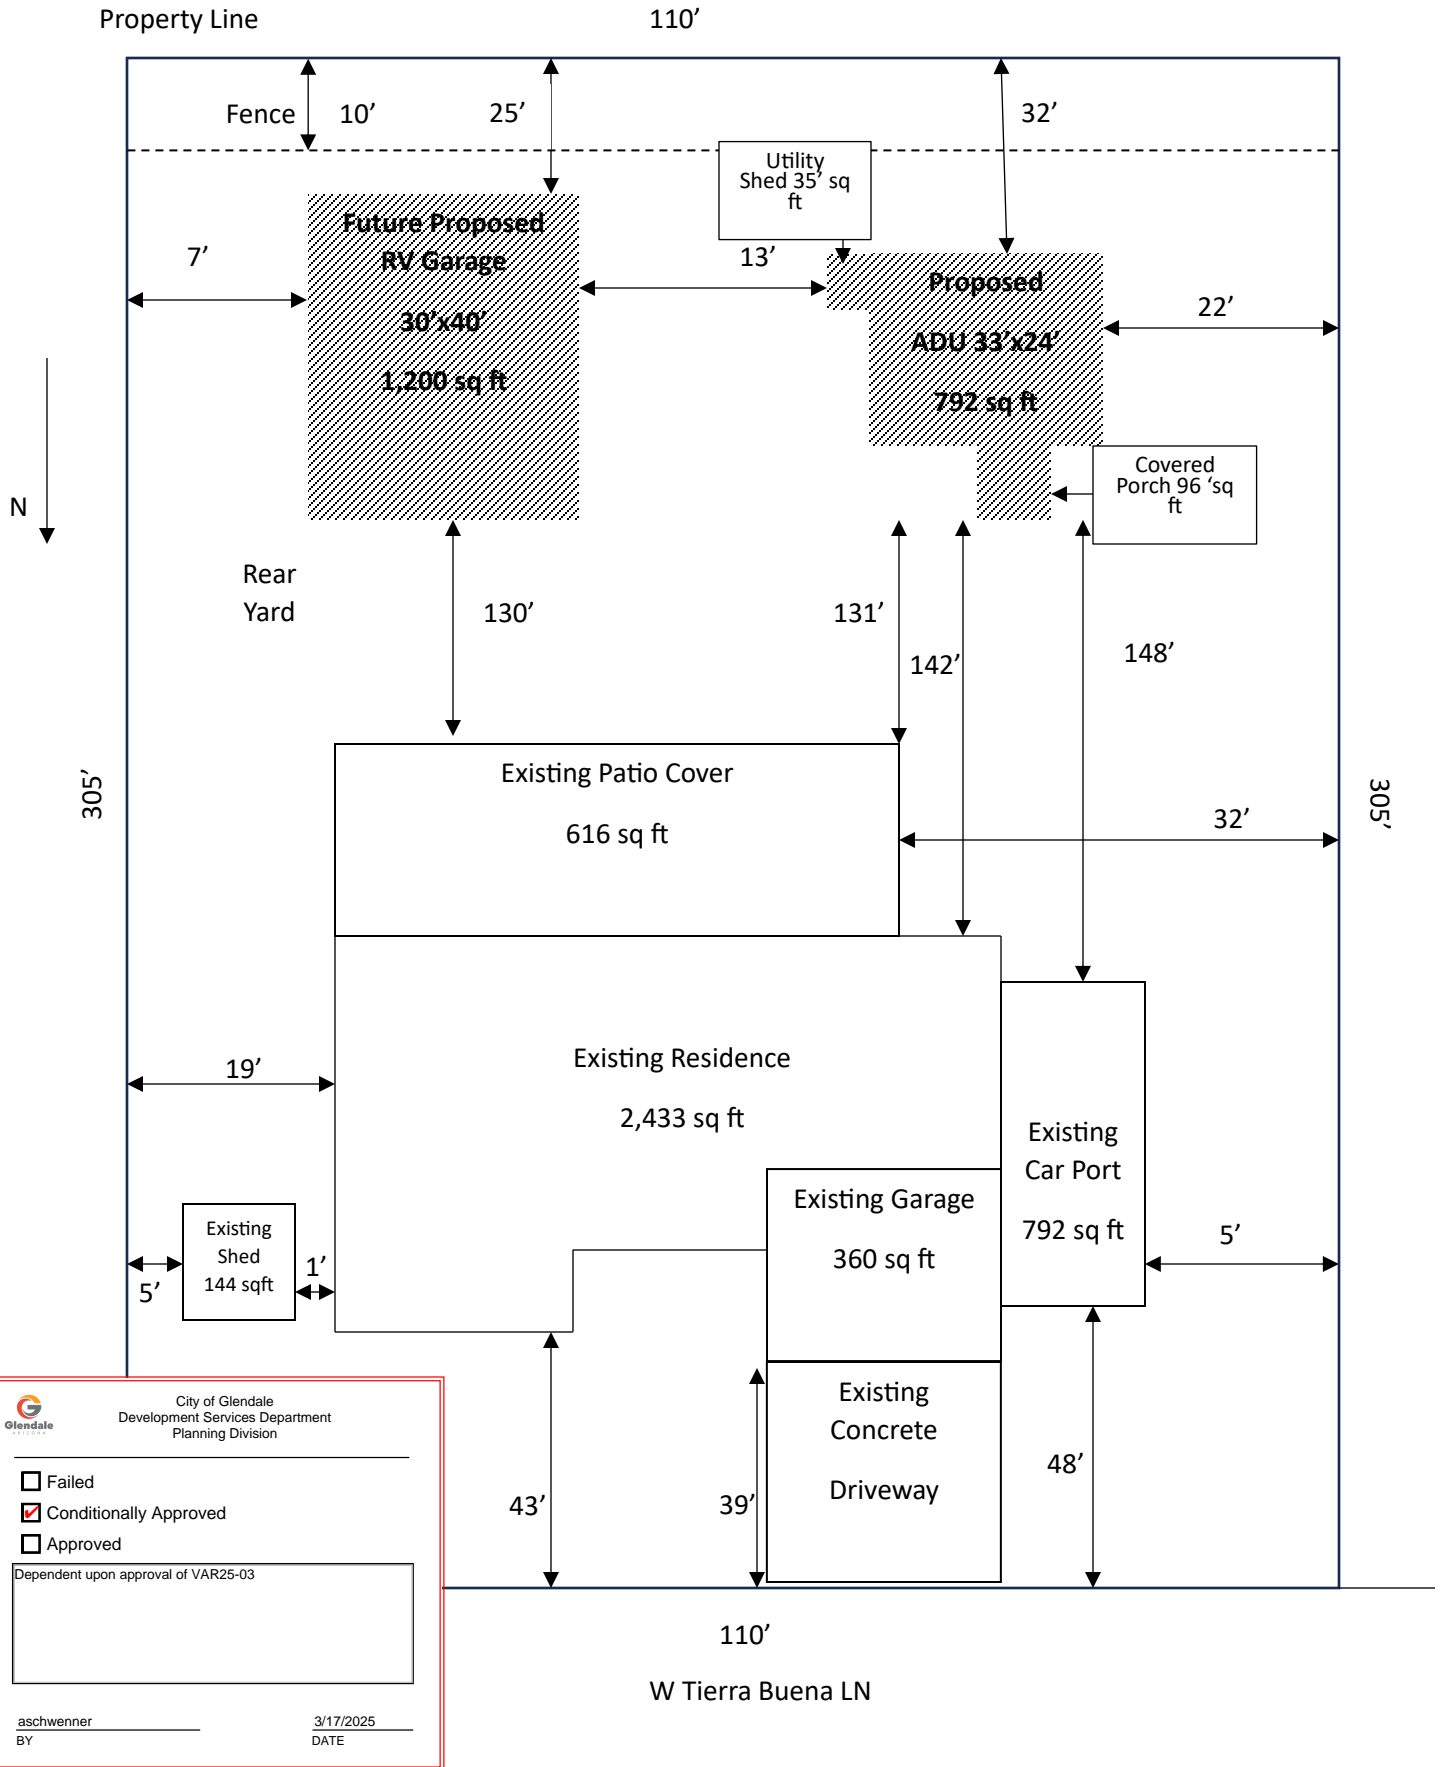 Property Line
110’
Fence
10’
25’
32’
Utility
Shed 35’ sq
ft
Future Proposed
RV Garage
30’x40’
1,200 sq ft
7’
13’
Proposed
ADU 33’x24’
792 sq ft
22’
N
Covered
Porch 96 ‘sq
ft
Rear
Yard
130’
131’
142’
148’
305’
305’
Existing Patio Cover
616 sq ft
32’
19’
Existing Residence
2,433 sq ft
Existing
Car Port
792 sq ft
Existing Garage
360 sq ft
Existing
Shed
144 sqft
5’
1’
5’
Existing
Concrete
Driveway
43’
39’
48’
110’
W Tierra Buena LN
Glendale
ARIZONA
City of Glendale
Development Services Department
Planning Division
Failed
Conditionally Approved
Approved
Dependent upon approval of VAR25-03
aschwenner
BY
3/17/2025
DATE